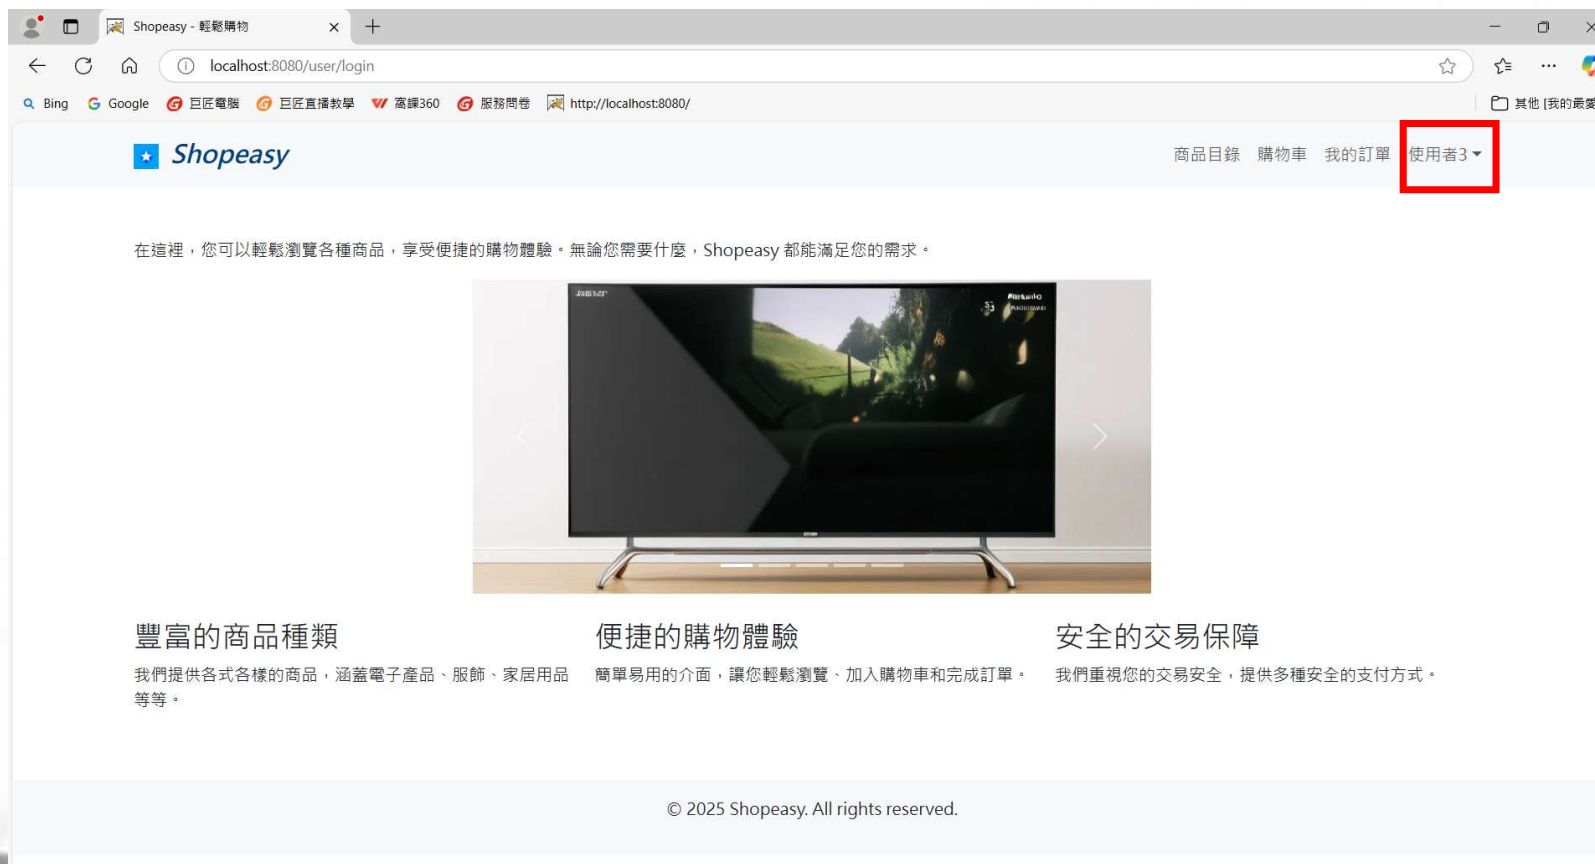 Shopeasy - 輕鬆購物
localhost:8080/user/login
Bing Google 巨匠電腦 巨匠直播教學 窩課360 服務問卷 http://localhost:8080/ 其他 [我的最愛
Shopeasy 商品目錄 購物車 我的訂單 使用者3
在這裡，您可以輕鬆瀏覽各種商品，享受便捷的購物體驗。無論您需要什麼，Shopeasy 都能滿足您的需求。
豐富的商品種類
我們提供各式各樣的商品，涵蓋電子產品、服飾、家居用品
等等。
便捷的購物體驗
簡單易用的介面，讓您輕鬆瀏覽、加入購物車和完成訂單。
安全的交易保障
我們重視您的交易安全，提供多種安全的支付方式。
© 2025 Shopeasy. All rights reserved.